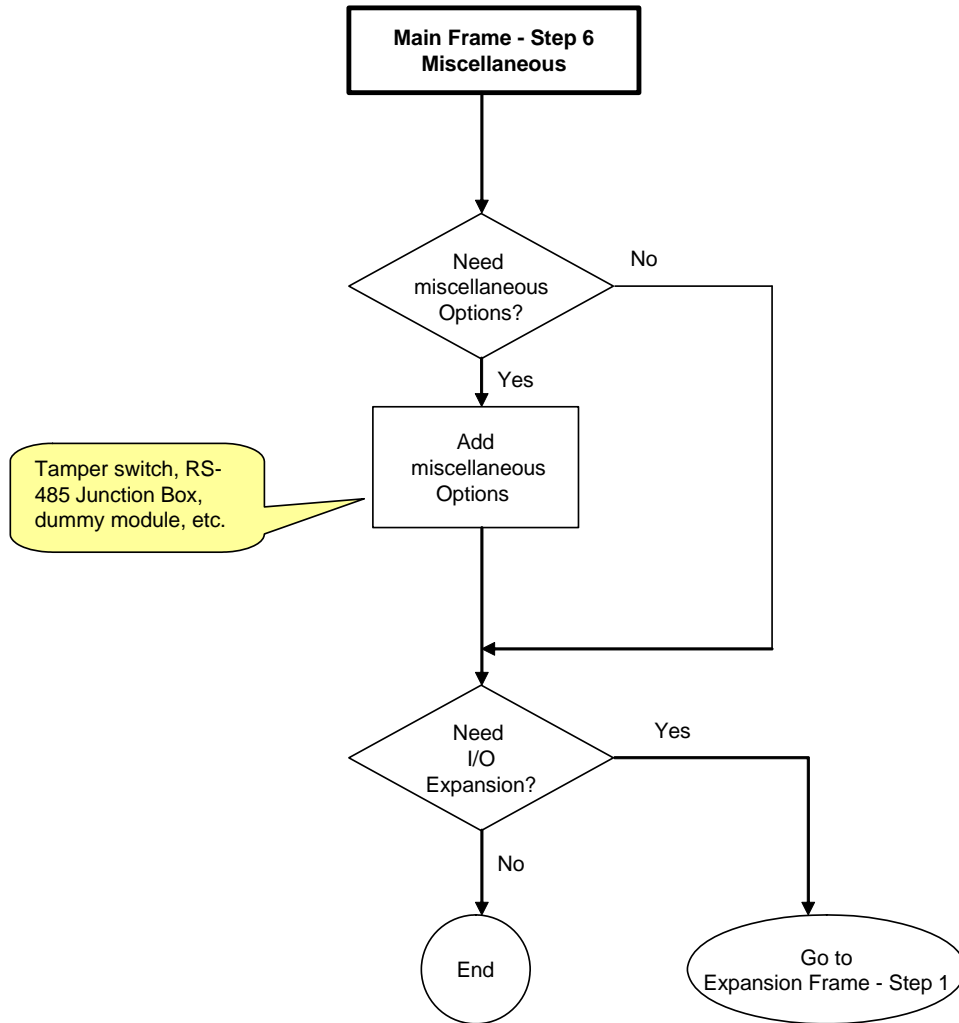 Main Frame - Step 6
Miscellaneous
Need
miscellaneous
Options?
No
Yes
Add
miscellaneous
Options
Tamper switch, RS-
485 Junction Box,
dummy module, etc.
Need
I/O
Expansion?
Yes
No
End
Go to
Expansion Frame - Step 1